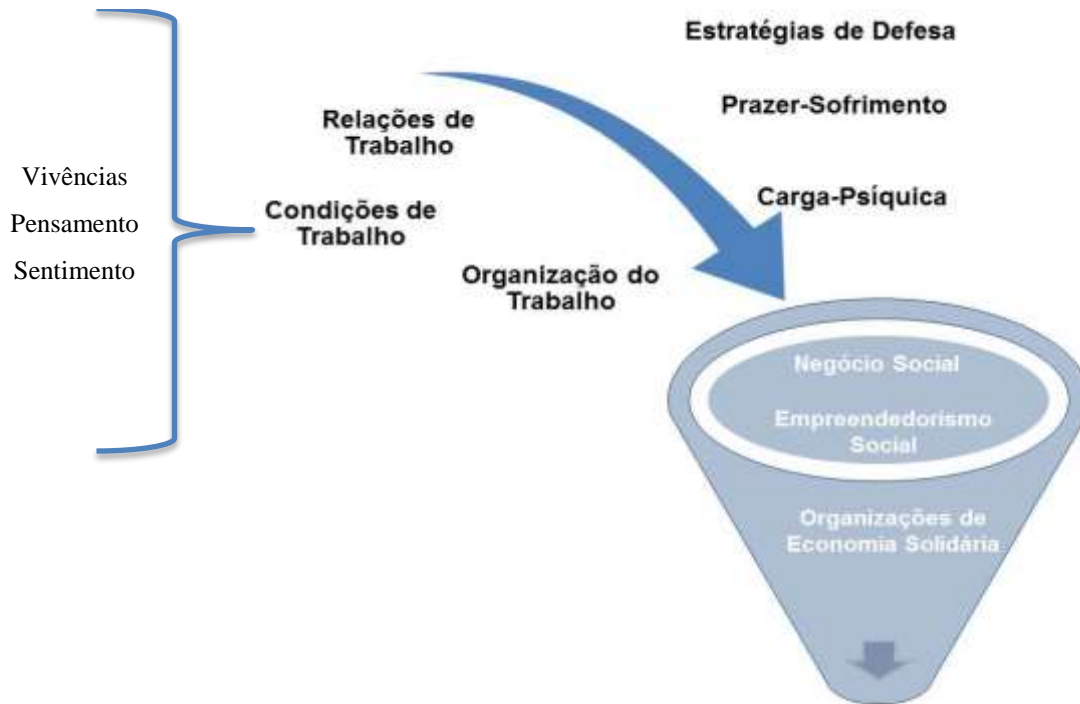 Estratégias de Defesa
Prazer-Sofrimento
Relações de
Trabalho
Vivências
Pensamento
Sentimento
Condições de
Trabalho
Carga-Psíquica
Organização do
Trabalho
Negócio Social
Empreendedorismo
Social
Organizações de
Economia Solidária